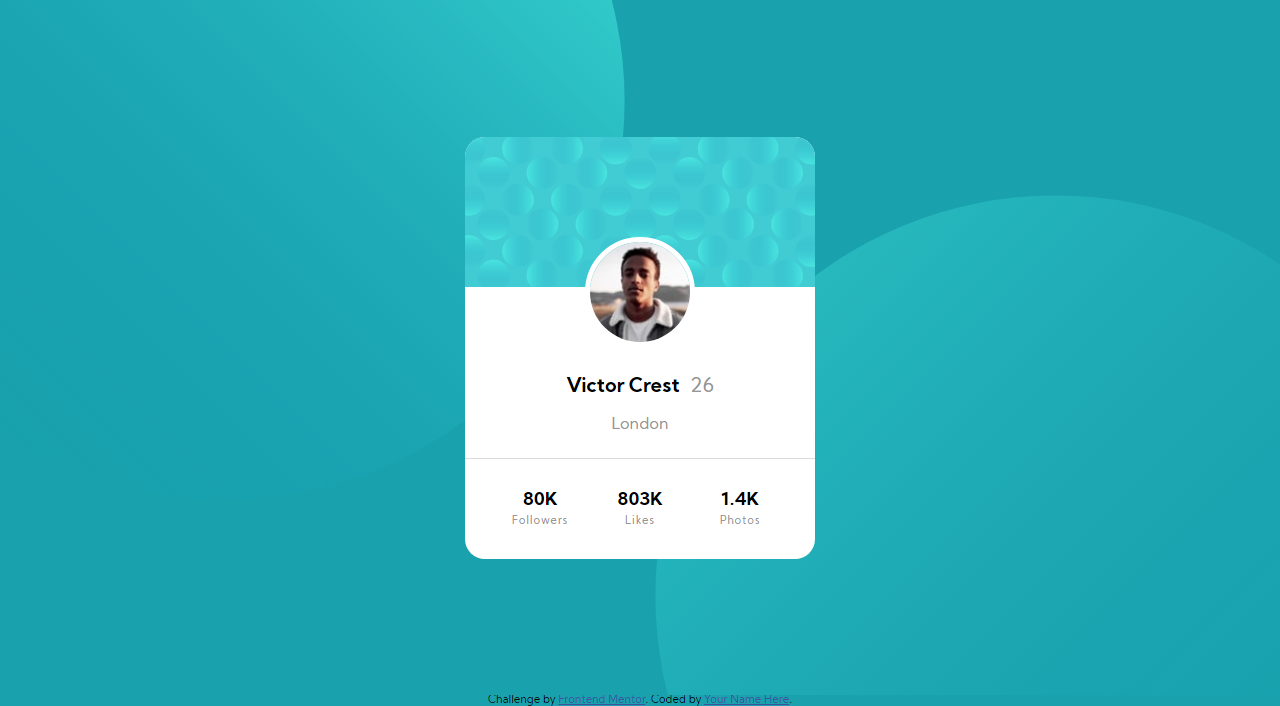 Victor Crest 26
London
80K 803K 1.4K
Followers Likes Photos
Challenge by Frontend Mentor. Coded by Your Name Here.